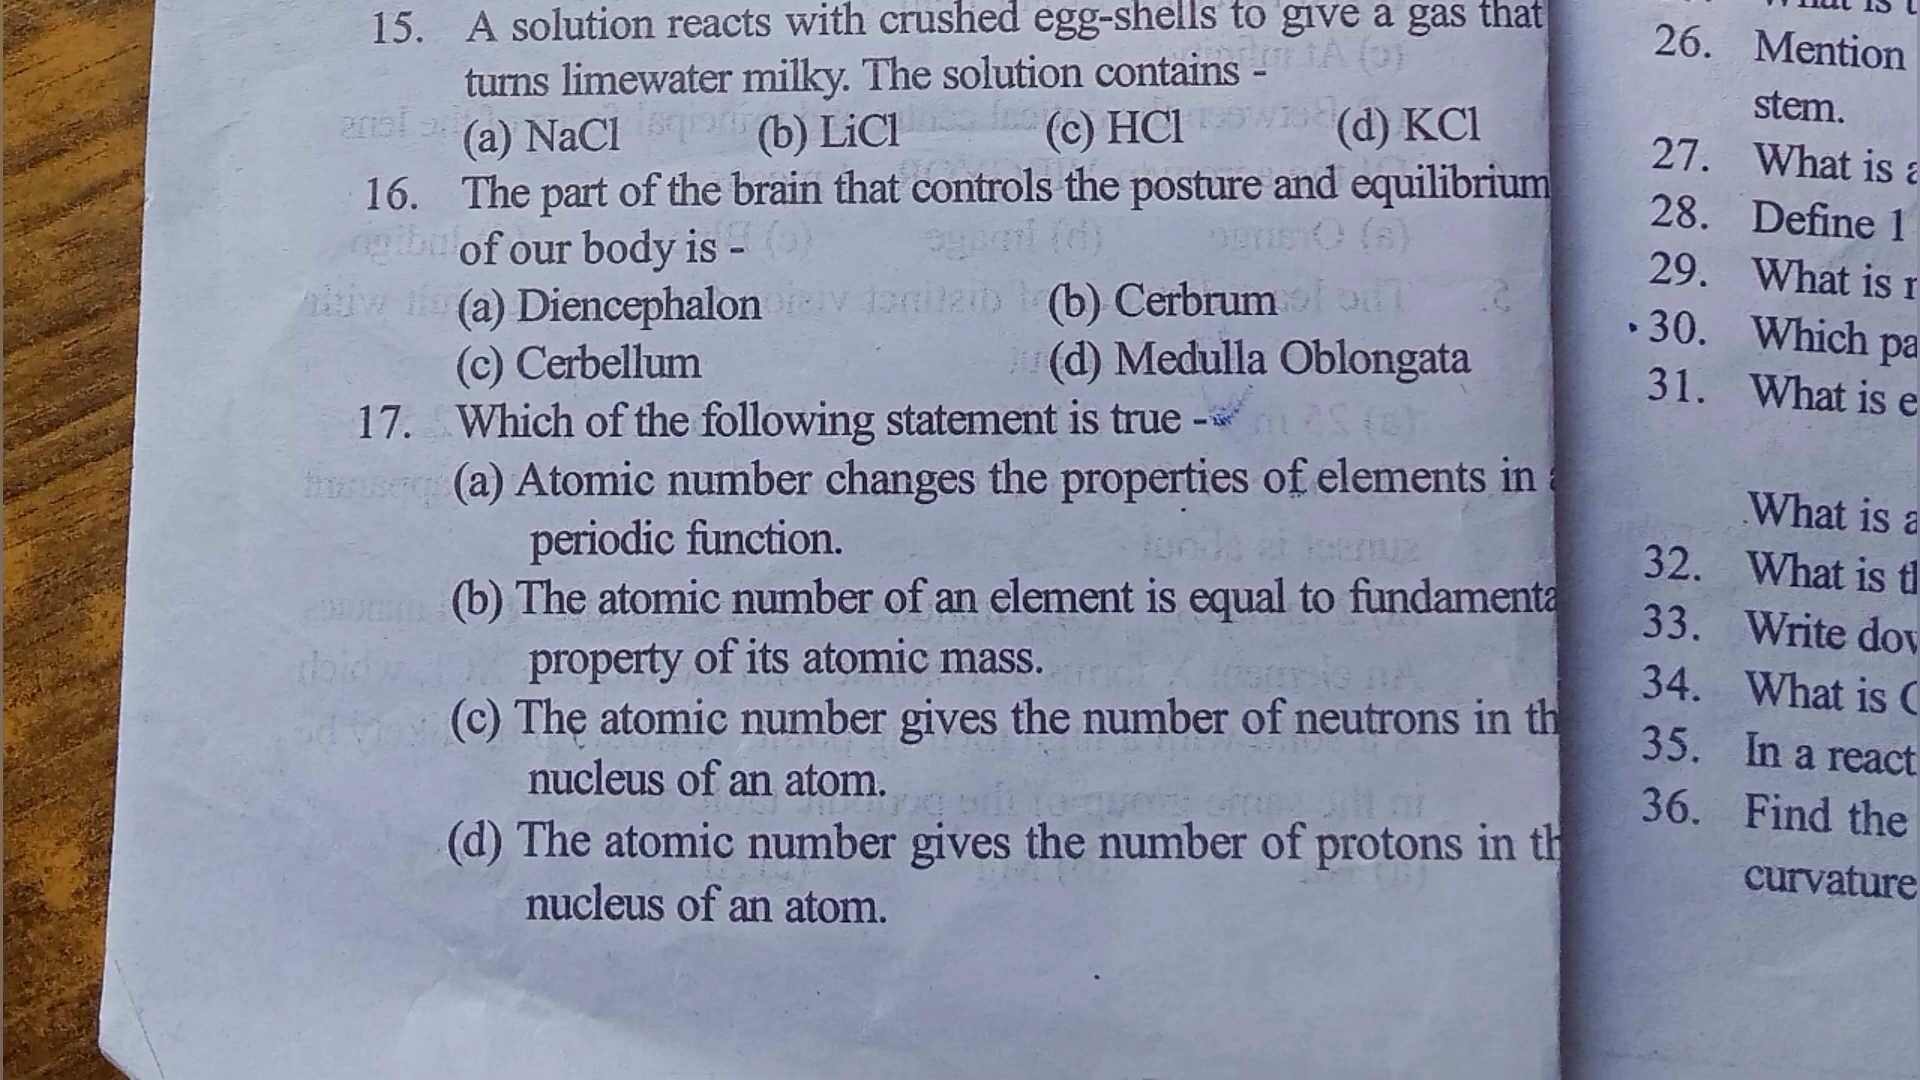 15. A solution reacts with crushed egg-shells to give a gas that
turns limewater milky. The solution contains -
(a) NaCl (b) LiCl (c) HCl (d) KCl
16. The part of the brain that controls the posture and equilibrium
of our body is -
(a) Diencephalon (b) Cerbrum
(c) Cerbellum (d) Medulla Oblongata
17. Which of the following statement is true -
(a) Atomic number changes the properties of elements in
periodic function.
(b) The atomic number of an element is equal to fundamenta
property of its atomic mass.
(c) The atomic number gives the number of neutrons in th
nucleus of an atom.
(d) The atomic number gives the number of protons in th
nucleus of an atom.
26. Mention
stem.
27. What is
28. Define 1
29. What is
30. Which pa
31. What is e
What is a
32. What is
33. Write
34. What is
35. In a react
36. Find the
curvature